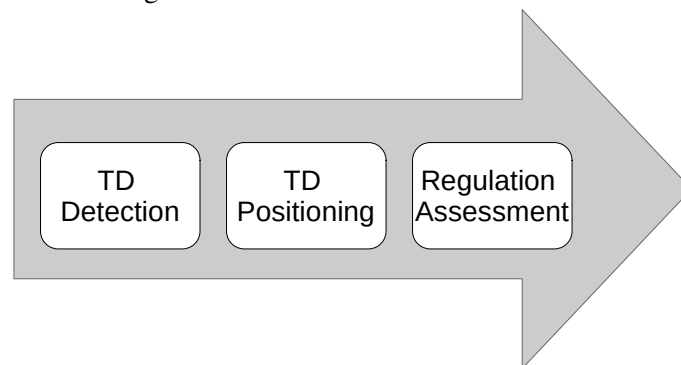 TD
Detection
TD
Positioning
Regulation
Assessment